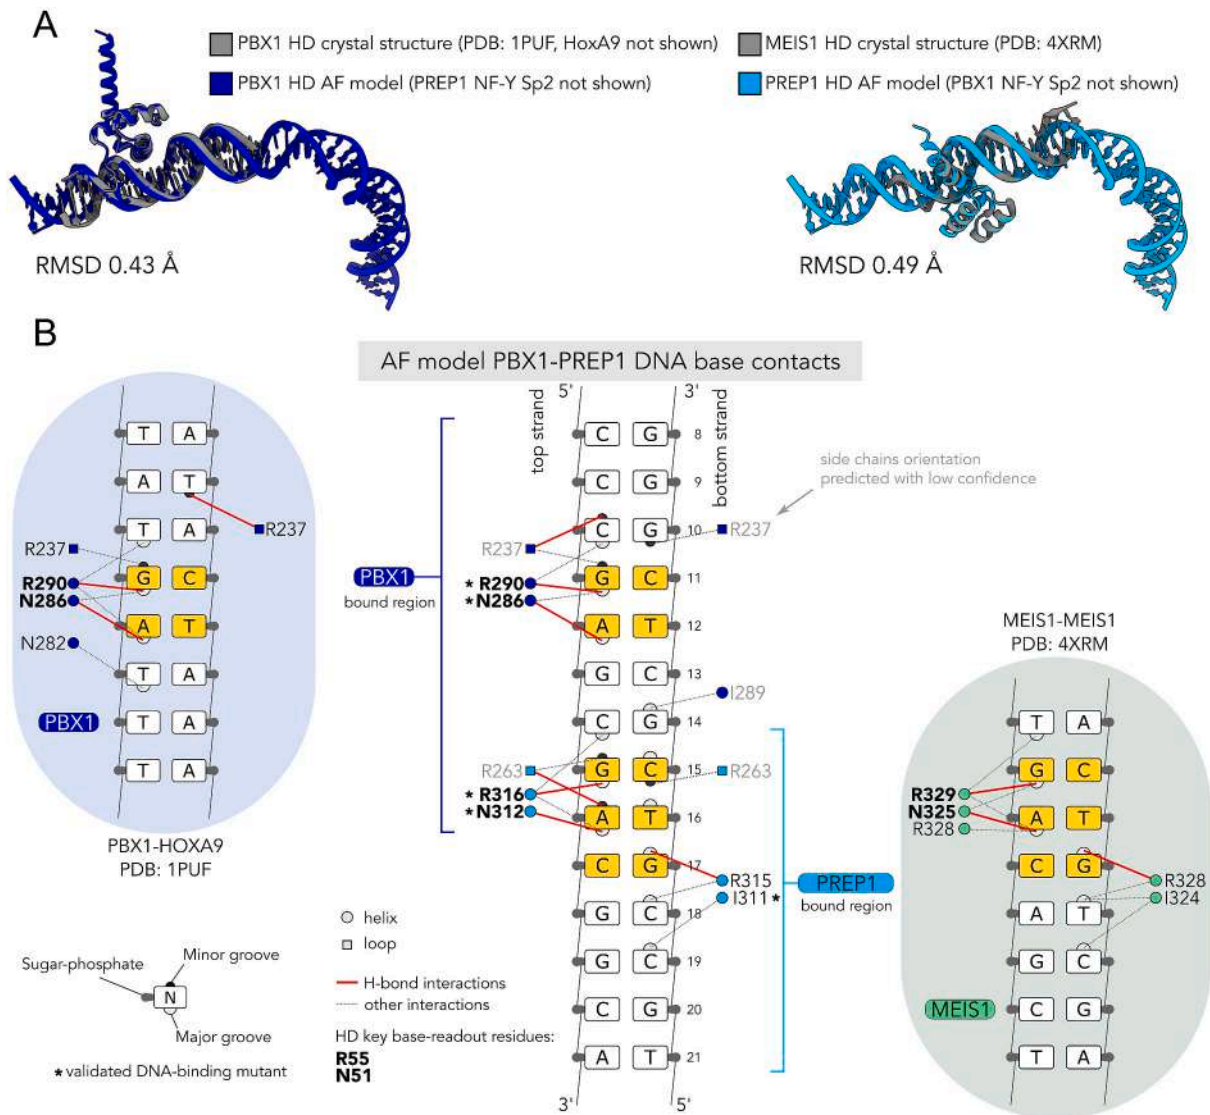 A
PBX1 HD crystal structure (PDB: 1PUF, HoxA9 not shown)
PBX1 HD AF model (PREP1 NF-Y Sp2 not shown)
MEIS1 HD crystal structure (PDB: 4XRM)
PREP1 HD AF model (PBX1 NF-Y Sp2 not shown)
RMSD 0.43 Å
RMSD 0.49 Å
B
AF model PBX1-PREP1 DNA base contacts
T A
A T
R237
T A
R237
G C
R290
N286
A T
N282
T A
PBX1
T A
T A
PBX1-HOXA9
PDB: 1PUF
5'
3'
top strand
bottom strand
C G 8
C G 9
side chains orientation
predicted with low confidence
C G 10
R237
R237
PBX1
bound region
* R290
G C 11
* N286
A T 12
G C 13
I289
C G 14
R263
G C 15
R263
* R316
* N312
A T 16
C G 17
R315
I311 *
PREP1
bound region
G C 18
G C 19
C G 20
A T 21
3'
5'
MEIS1-MEIS1
PDB: 4XRM
T A
G C
R329
N325
R328
A T
C G
R328
I324
A T
G C
MEIS1
C G
T A
Sugar-phosphate
Minor groove
N
Major groove
* validated DNA-binding mutant
helix
loop
H-bond interactions
other interactions
HD key base-readout residues:
R55
N51